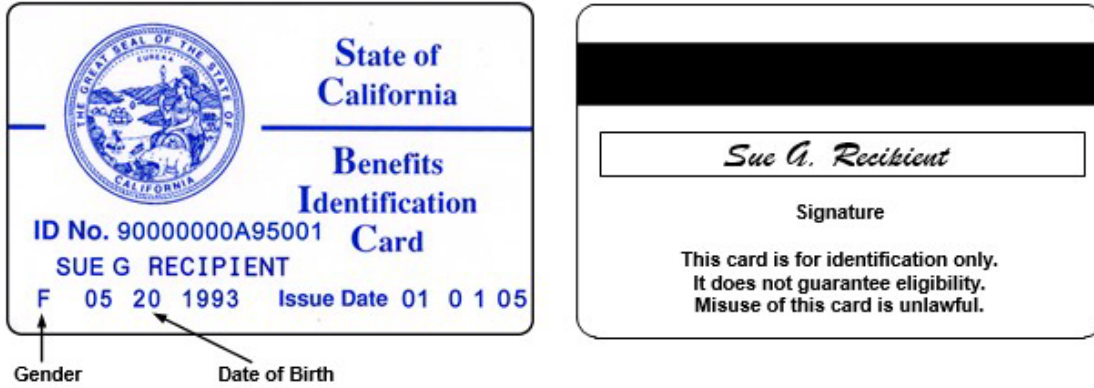 THE GREAT SEAL OF THE STATE OF CALIFORNIA
EUREKA
State of
California
Benefits
Identification
Card
ID No. 90000000A95001
SUE G RECIPIENT
F 05 20 1993 Issue Date 01 0 1 05
Gender Date of Birth
Sue G. Recipient
Signature
This card is for identification only.
It does not guarantee eligibility.
Misuse of this card is unlawful.